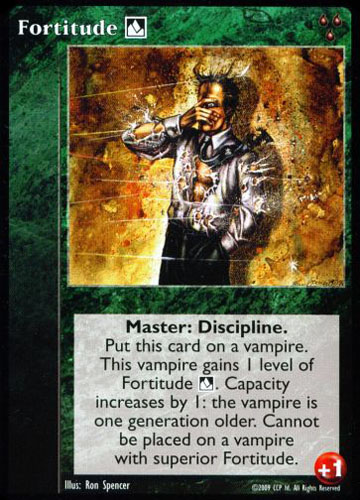 Fortitude
Master: Discipline.
Put this card on a vampire.
This vampire gains 1 level of
Fortitude . Capacity
increases by 1: the vampire is
one generation older. Cannot
be placed on a vampire
with superior Fortitude.
+1
Illus: Ron Spencer
©2009 CCP hf. All Rights Reserved